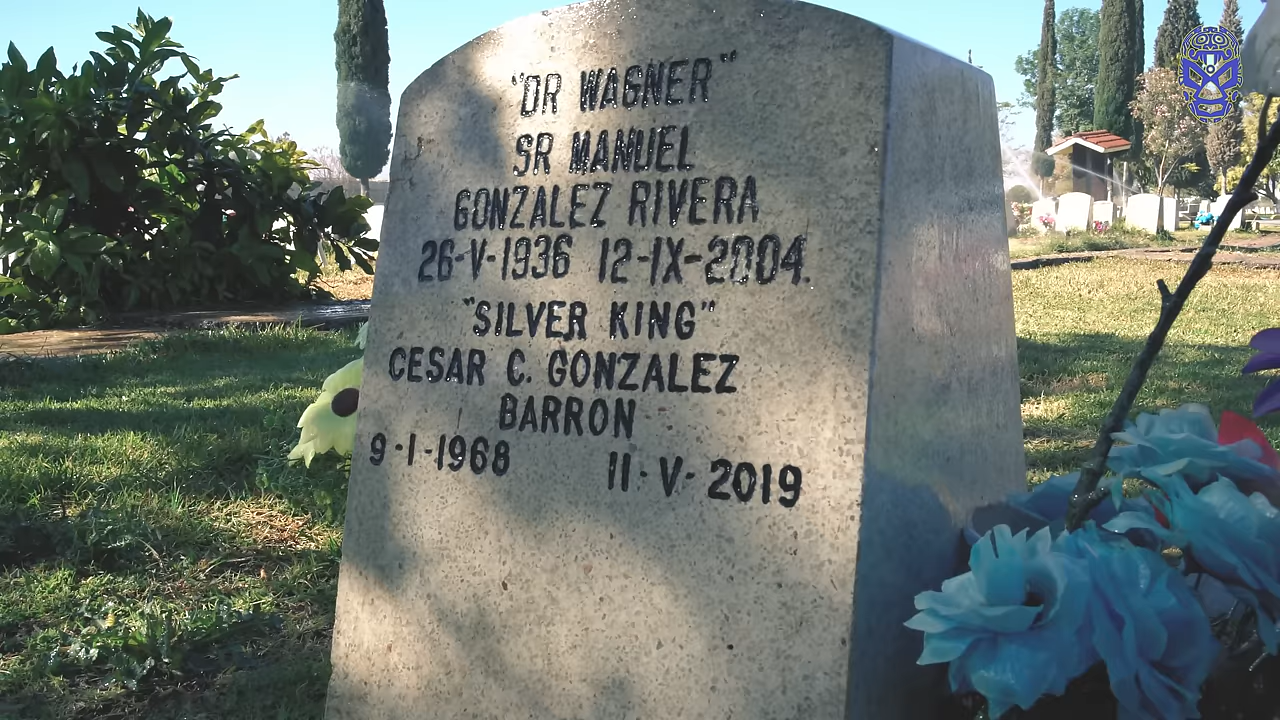 "DR WAGNER"
SR MANUEL
GONZALEZ RIVERA
26-V-1936 12-IX-2004.
"SILVER KING"
CESAR C. GONZALEZ
BARRON
9-1-1968 11-V-2019